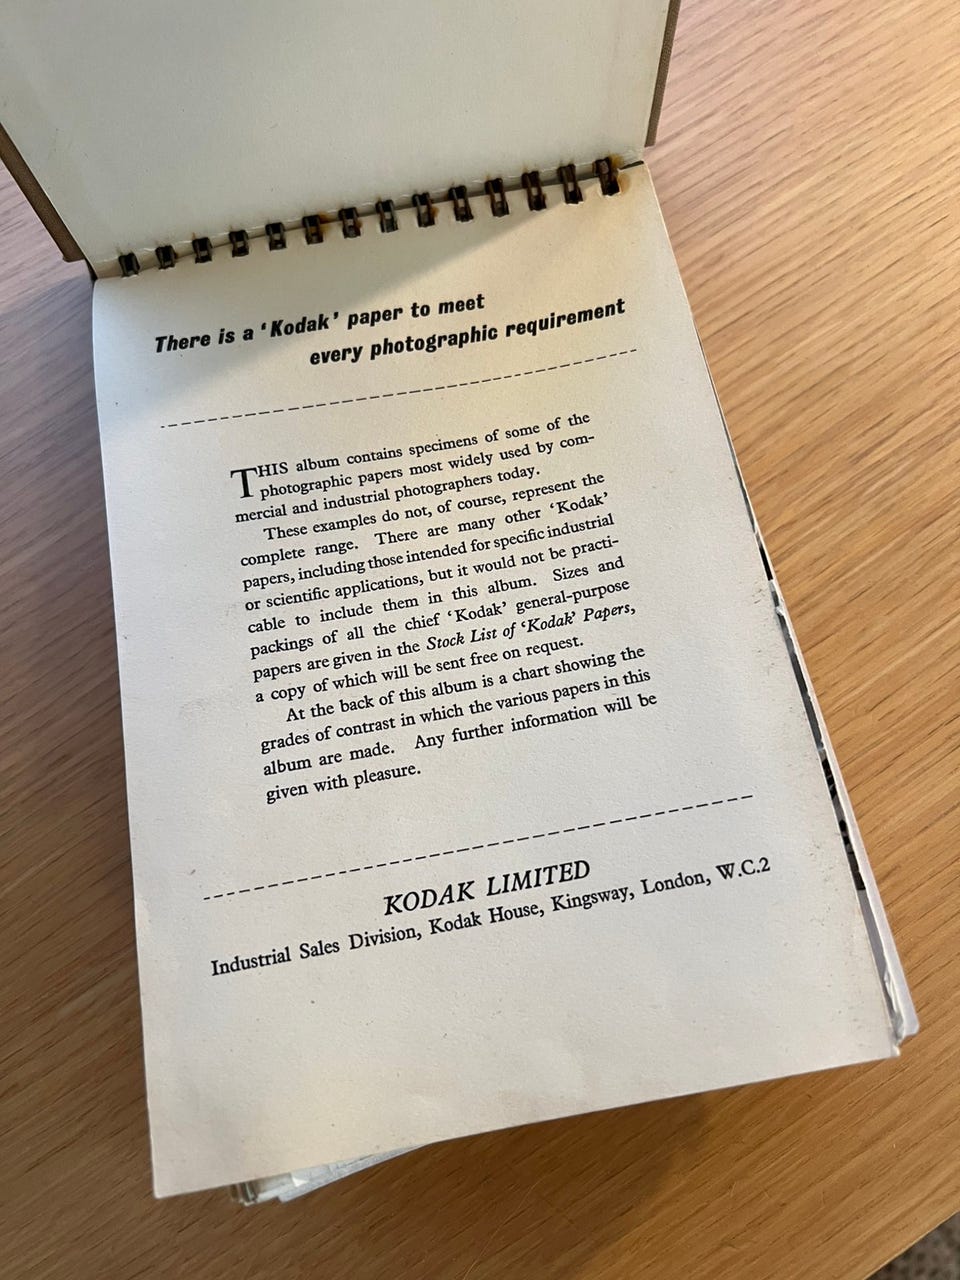 There is a ‘Kodak’ paper to meet
every photographic requirement
THIS album contains specimens of some of the
photographic papers most widely used by com-
mercial and industrial photographers today.
These examples do not, of course, represent the
complete range. There are many other ‘Kodak’
papers, including those intended for specific industrial
or scientific applications, but it would not be practi-
cable to include them in this album. Sizes and
packings of all the chief ‘Kodak’ general-purpose
papers are given in the Stock List of ‘Kodak’ Papers,
a copy of which will be sent free on request.
At the back of this album is a chart showing the
grades of contrast in which the various papers in this
album are made. Any further information will be
given with pleasure.
KODAK LIMITED
Industrial Sales Division, Kodak House, Kingsway, London, W.C.2